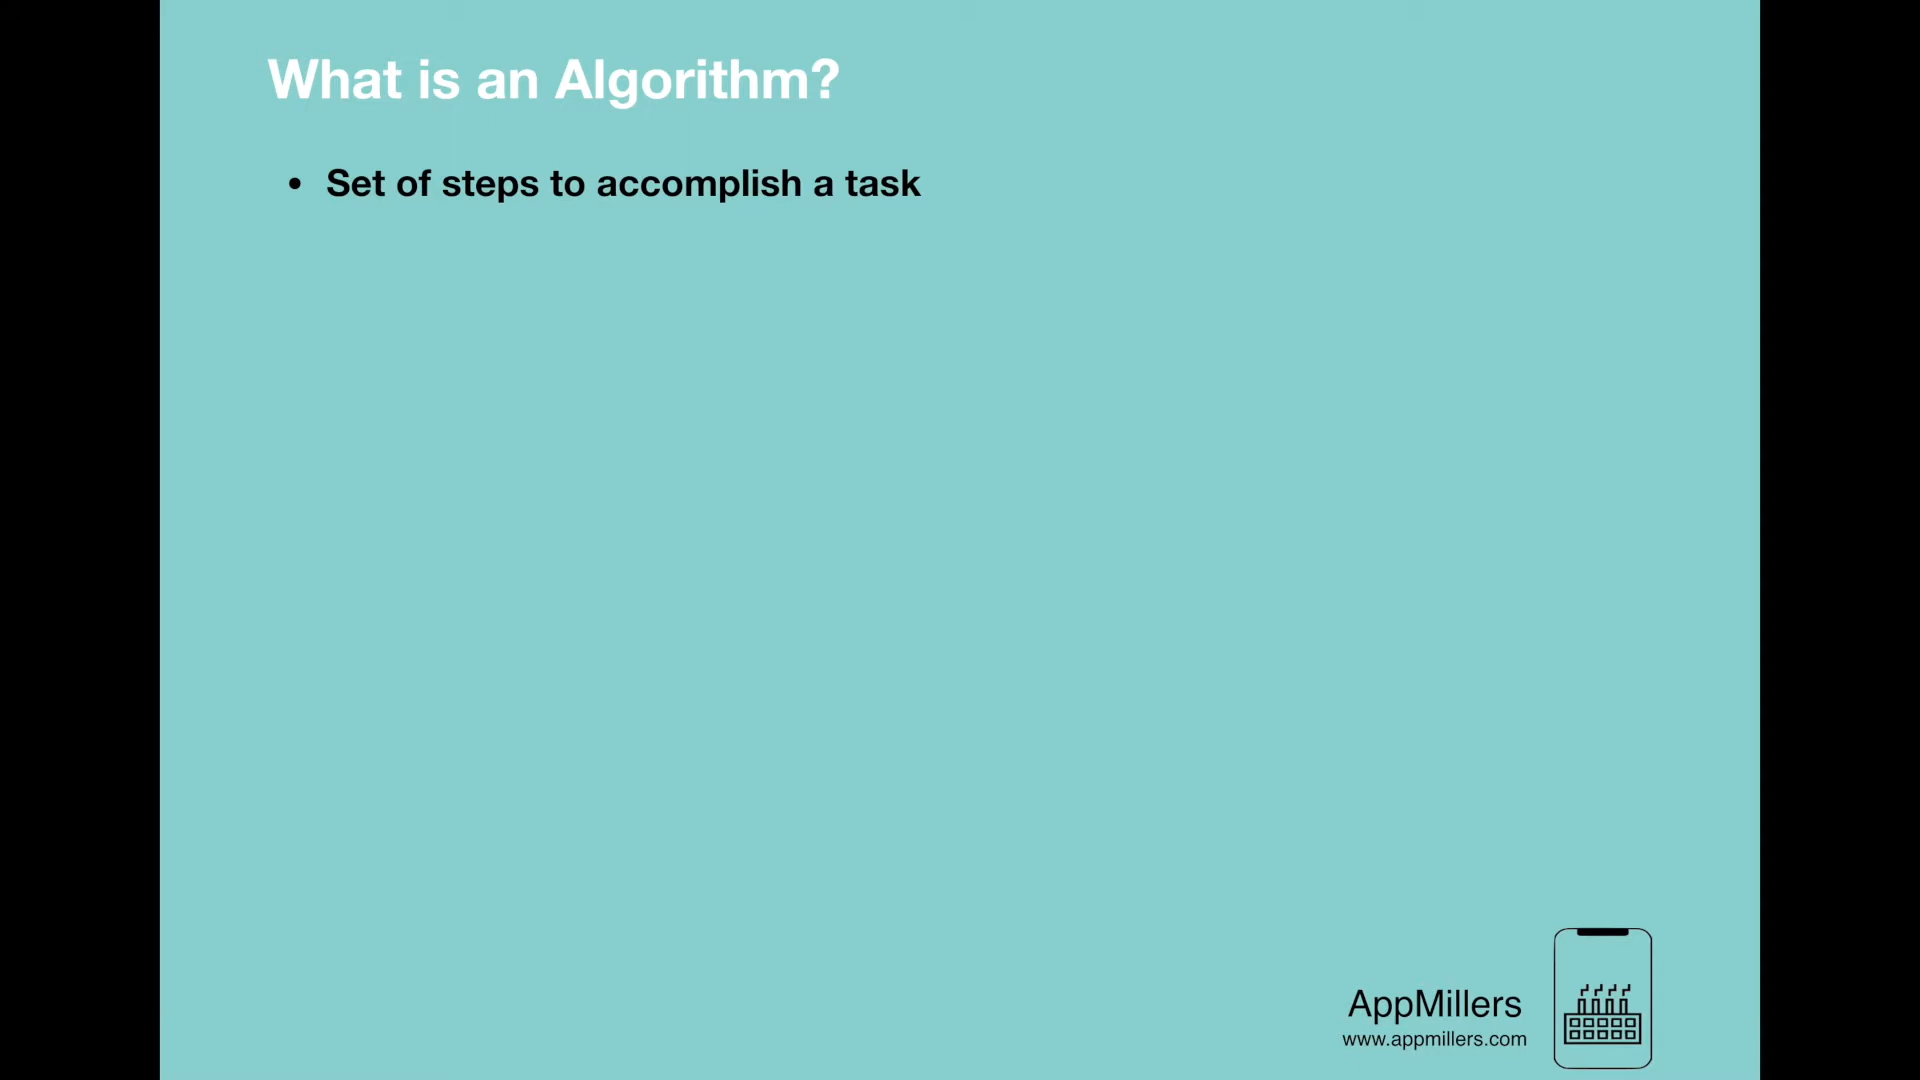 What is an Algorithm?
• Set of steps to accomplish a task
AppMillers
www.appmillers.com